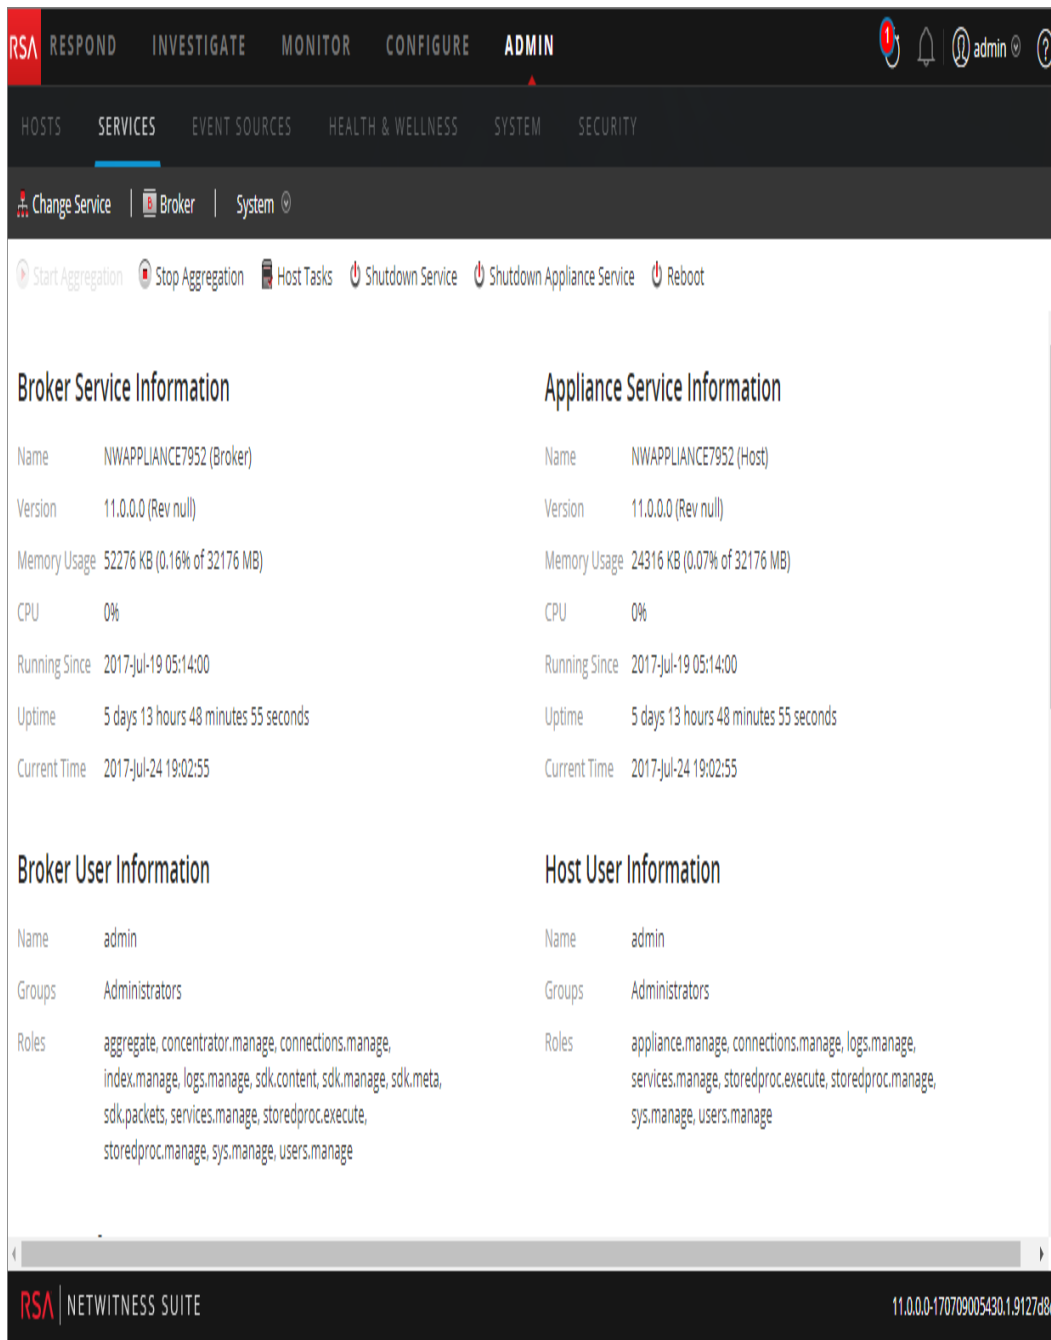 RSA RESPOND INVESTIGATE MONITOR CONFIGURE ADMIN 1 admin ?
HOSTS SERVICES EVENT SOURCES HEALTH & WELLNESS SYSTEM SECURITY
Change Service | B Broker | System
Start Aggregation Stop Aggregation Host Tasks Shutdown Service Shutdown Appliance Service Reboot
Broker Service Information
Name NWAPPLIANCE7952 (Broker)
Version 11.0.0.0 (Rev null)
Memory Usage 52276 KB (0.16% of 32176 MB)
CPU 0%
Running Since 2017-Jul-19 05:14:00
Uptime 5 days 13 hours 48 minutes 55 seconds
Current Time 2017-Jul-24 19:02:55
Appliance Service Information
Name NWAPPLIANCE7952 (Host)
Version 11.0.0.0 (Rev null)
Memory Usage 24316 KB (0.07% of 32176 MB)
CPU 0%
Running Since 2017-Jul-19 05:14:00
Uptime 5 days 13 hours 48 minutes 55 seconds
Current Time 2017-Jul-24 19:02:55
Broker User Information
Name admin
Groups Administrators
Roles aggregate, concentrator.manage, connections.manage,
index.manage, logs.manage, sdk.content, sdk.manage, sdk.meta,
sdk.packets, services.manage, storedproc.execute,
storedproc.manage, sys.manage, users.manage
Host User Information
Name admin
Groups Administrators
Roles appliance.manage, connections.manage, logs.manage,
services.manage, storedproc.execute, storedproc.manage,
sys.manage, users.manage
RSA | NETWITNESS SUITE 11.0.0.0-170709005430.1.9127d8